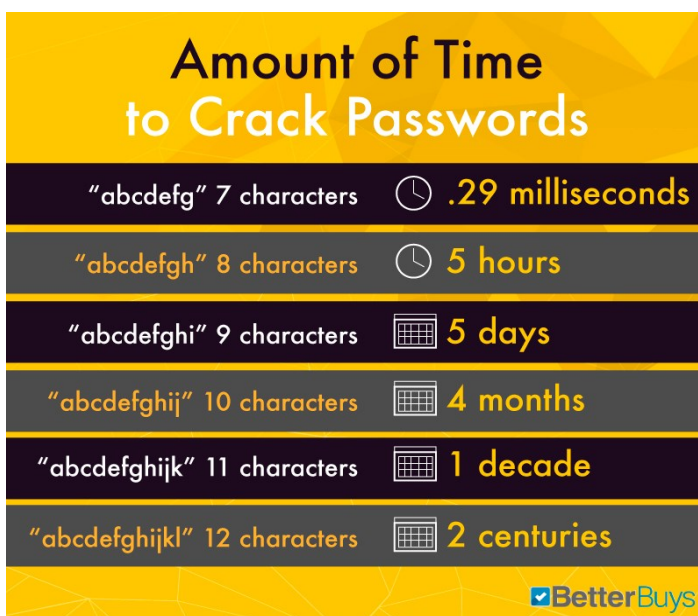 Amount of Time
to Crack Passwords
“abcdefg” 7 characters .29 milliseconds
“abcdefgh” 8 characters 5 hours
“abcdefghi” 9 characters 5 days
“abcdefghij” 10 characters 4 months
“abcdefghijk” 11 characters 1 decade
“abcdefghijkl” 12 characters 2 centuries
BetterBuys